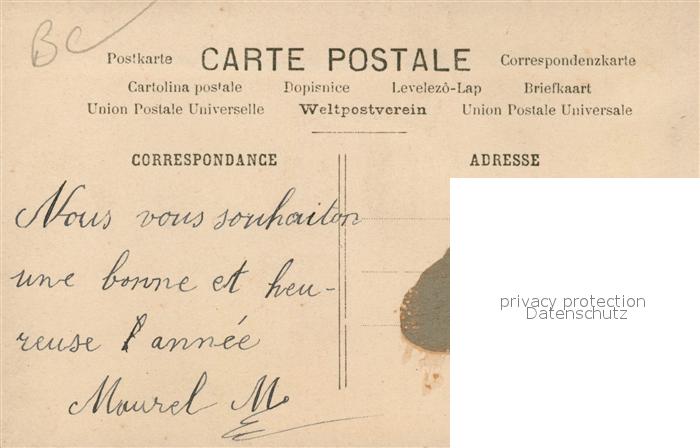 BC
Postkarte CARTE POSTALE Correspondenzkarte
Cartolina postale Dopisnice Levelezö-Lap Briefkaart
Union Postale Universelle Weltpostverein Union Postale Universale
CORRESPONDANCE ADRESSE
Nous vous souhaiton
une bonne et heu-
reuse année
Maurel M.
privacy protection
Datenschutz